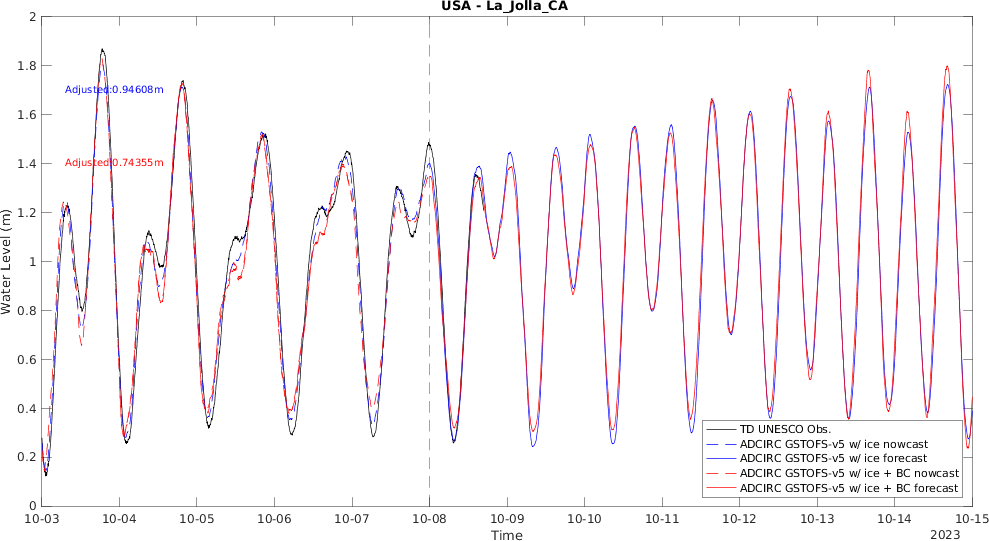 USA - La_Jolla_CA
2
1.8
1.6
1.4
1.2
1
0.8
0.6
0.4
0.2
0
Water Level (m)
Adjusted:0.94608m
Adjusted:0.74355m
TD UNESCO Obs.
ADCIRC GSTOFS-v5 w/ ice nowcast
ADCIRC GSTOFS-v5 w/ ice forecast
ADCIRC GSTOFS-v5 w/ ice + BC nowcast
ADCIRC GSTOFS-v5 w/ ice + BC forecast
10-03 10-04 10-05 10-06 10-07 10-08 10-09 10-10 10-11 10-12 10-13 10-14 10-15
Time
2023